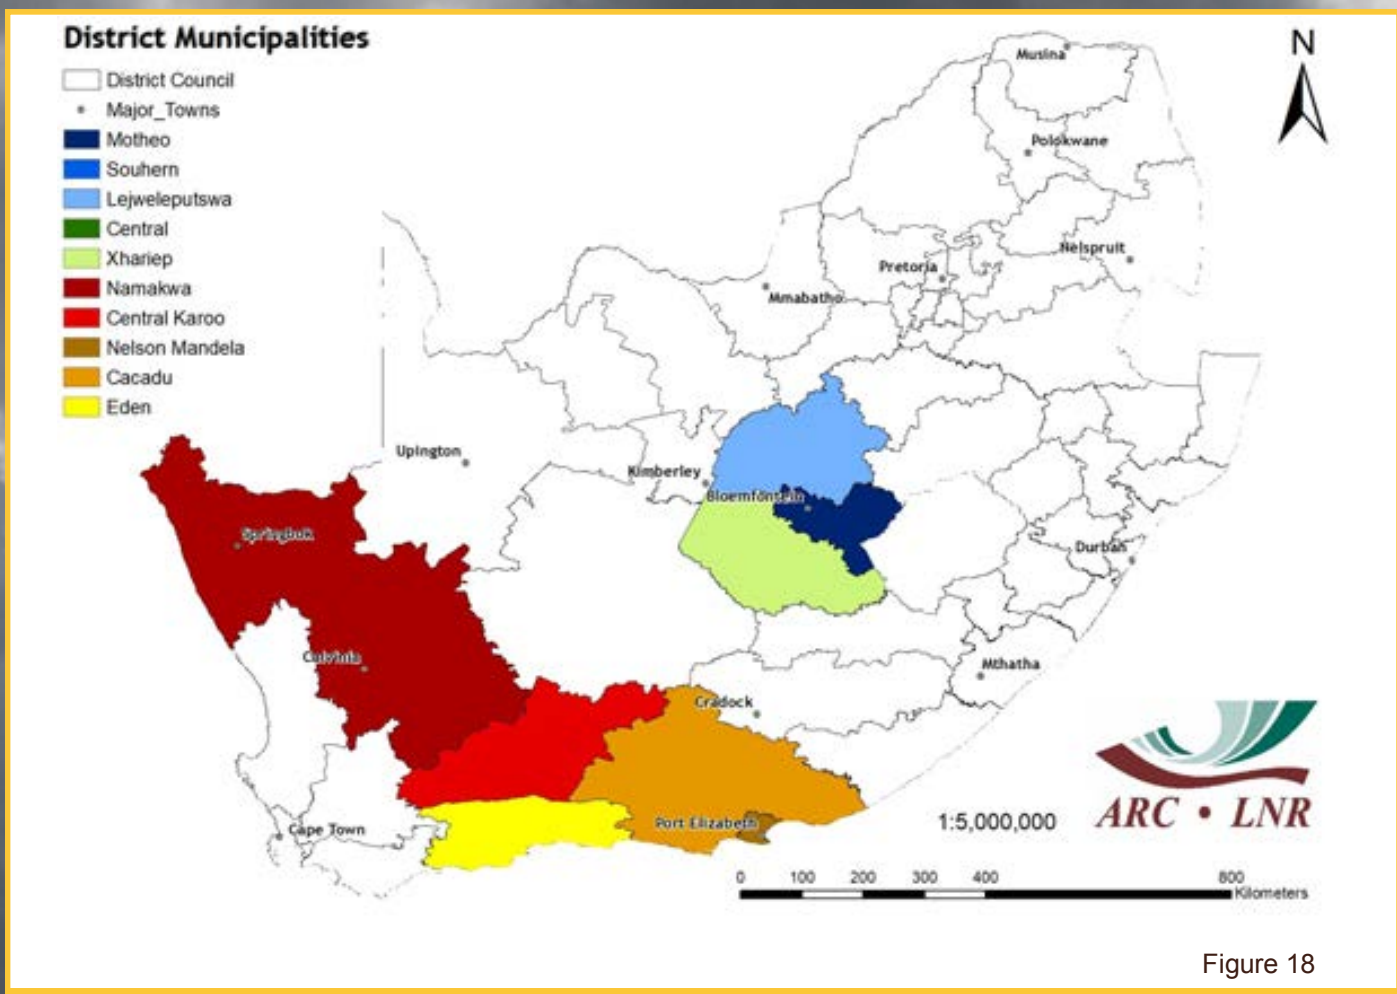 District Municipalities
District Council
Major_Towns
Motheo
Souhern
Lejweleputswa
Central
Xhariep
Namakwa
Central Karoo
Nelson Mandela
Cacadu
Eden
N
Musina
Polokwane
Nelspruit
Pretoria
Mmabatho
Upington
Kimberley
Bloemfontein
Springbok
Durban
Calvinia
Mthatha
Cradock
Port Elizabeth
Cape Town
1:5,000,000
ARC • LNR
0 100 200 300 400 800
Kilometers
Figure 18